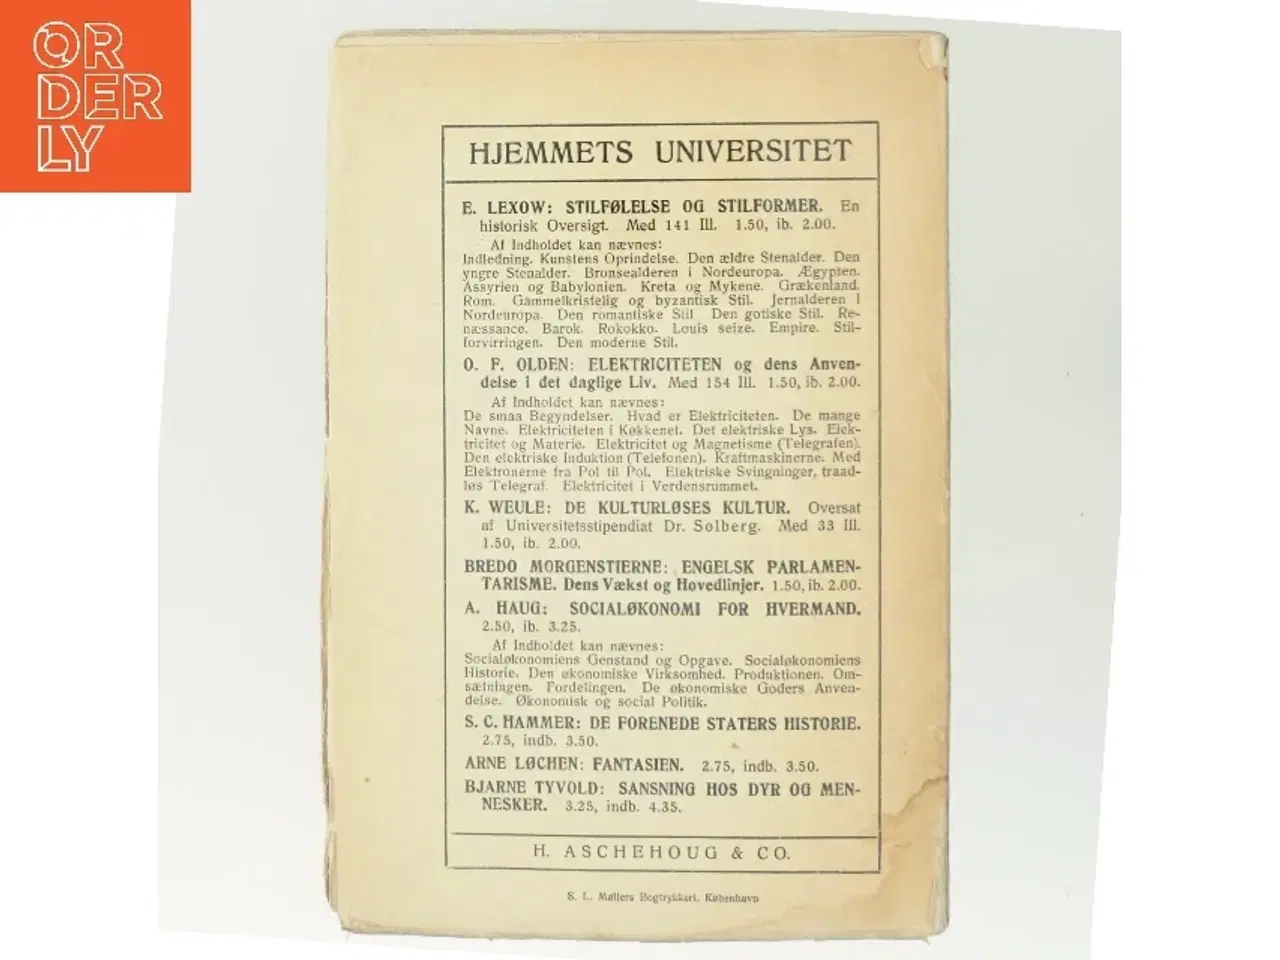 ORDERLY
HJEMMETS UNIVERSITET
E. LEXOW: STILFØLELSE OG STILFORMER. En
historisk Oversigt. Med 141 Ill. 1.50, ib. 2.00.
Af Indholdet kan nævnes:
Indledning. Kunstens Oprindelse. Den ældre Stenalder. Den
yngre Stenalder. Bronsealderen i Nordeuropa. Ægypten.
Assyrien og Babylonien. Kreta og Mykene. Grækenland.
Rom. Gammelkristelig og byzantisk Stil. Jernalderen i
Nordeuropa. Den romantiske Stil Den gotiske Stil. Re-
næssance. Barok. Rokokko. Louis seize. Empire. Stil-
forvirringen. Den moderne Stil.
O. F. OLDEN: ELEKTRICITETEN og dens Anven-
delse i det daglige Liv. Med 154 Ill. 1.50, ib. 2.00.
Af Indholdet kan nævnes:
De smaa Begyndelser. Hvad er Elektriciteten. De mange
Navne. Elektriciteten i Køkkenet. Det elektriske Lys. Elek-
tricitet og Materie. Elektricitet og Magnetisme (Telegrafen).
Den elektriske Induktion (Telefonen). Kraftmaskinerne. Med
Elektronerne fra Pol til Pol. Elektriske Svingninger, traad-
løs Telegraf. Elektricitet i Verdensrummet.
K. WEULE: DE KULTURLØSES KULTUR. Oversat
af Universitetsstipendiat Dr. Solberg. Med 33 Ill.
1.50, ib. 2.00.
BREDO MORGENSTIERNE: ENGELSK PARLAMEN-
TARISME. Dens Vækst og Hovedlinjer. 1.50, ib. 2.00.
A. HAUG: SOCIALØKONOMI FOR HVERMAND.
2.50, ib. 3.25.
Af Indholdet kan nævnes:
Socialøkonomiens Genstand og Opgave. Socialøkonomiens
Historie. Den økonomiske Virksomhed. Produktionen. Om-
sætningen. Fordelingen. De økonomiske Goders Anven-
delse. Økonomisk og social Politik.
S. C. HAMMER: DE FORENEDE STATERS HISTORIE.
2.75, indb. 3.50.
ARNE LØCHEN: FANTASIEN. 2.75, indb. 3.50.
BJARNE TYVOLD: SANSNING HOS DYR OG MEN-
NESKER. 3.25, indb. 4.35.
H. ASCHEHOUG & CO.
S. L. Møllers Bogtrykkeri. København